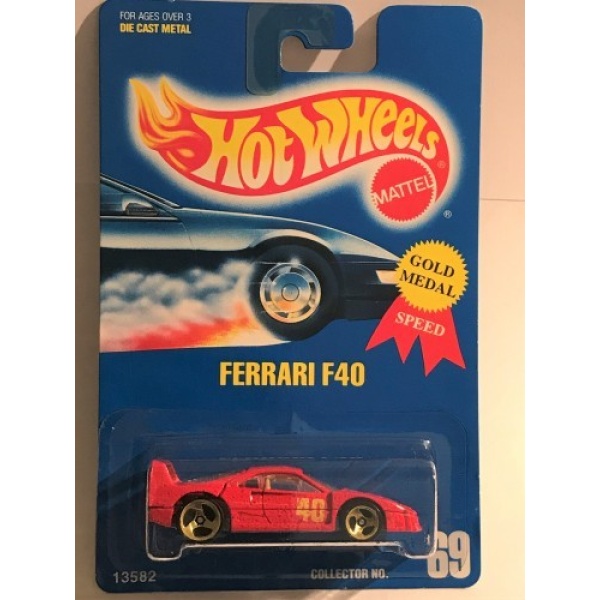 FOR AGES OVER 3
DIE CAST METAL
HOT WHEELS
®
MATTEL
®
GOLD
MEDAL
SPEED
FERRARI F40
40
13582
COLLECTOR NO.
69